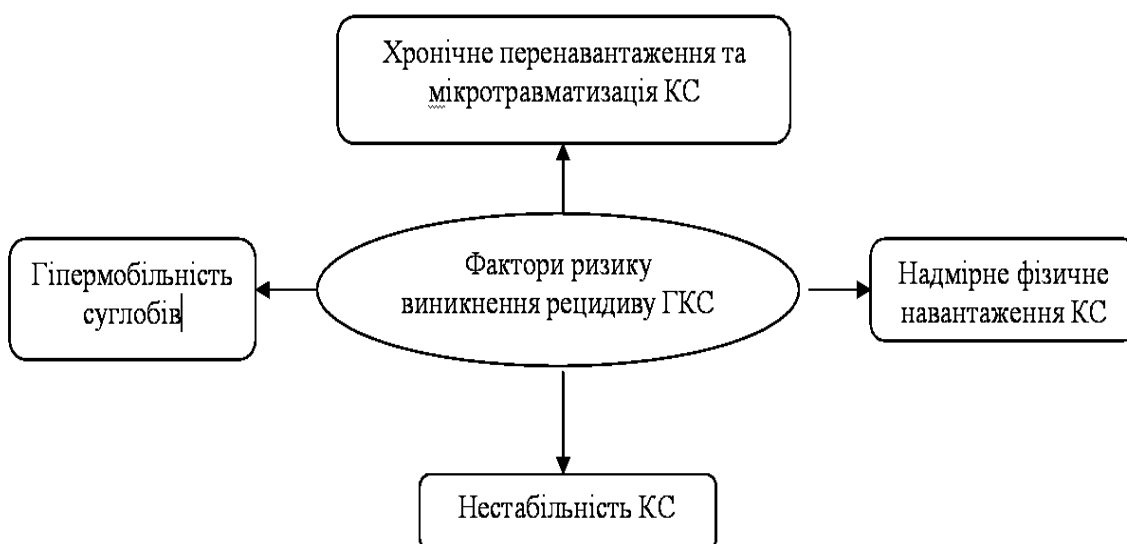 Хронічне перенавантаження та
мікротравматизація КС
Гіпермобільність
суглобів
Фактори ризику
виникнення рецидиву ГКС
Надмірне фізичне
навантаження КС
Нестабільність КС